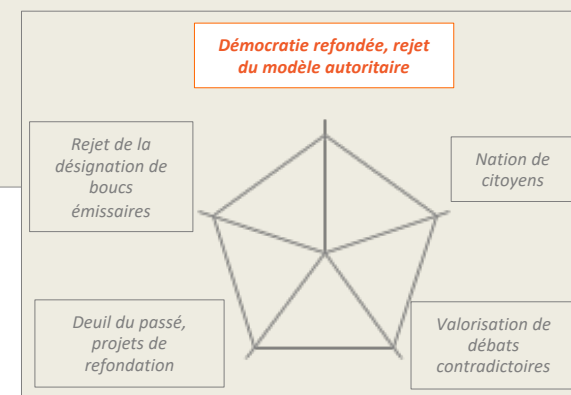 Démocratie refondée, rejet
du modèle autoritaire
Rejet de la
désignation de
boucs
émissaires
Nation de
citoyens
Deuil du passé,
projets de
refondation
Valorisation de
débats
contradictoires